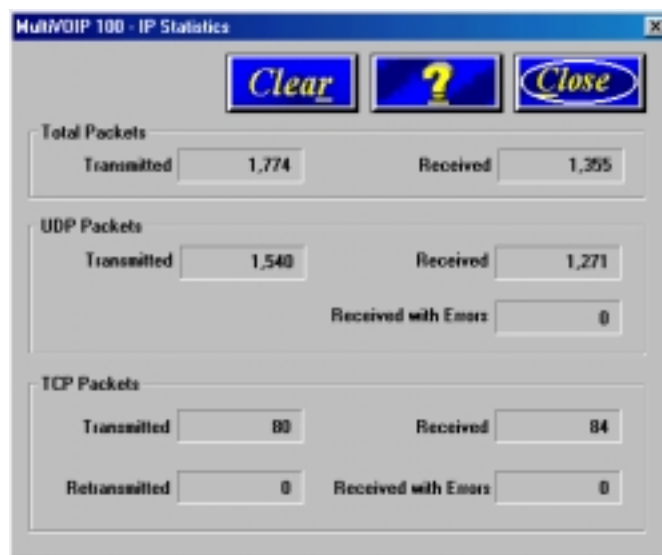 MultiVOIP 100 - IP Statistics
Clear ? Close
Total Packets
Transmitted 1,774 Received 1,355
UDP Packets
Transmitted 1,540 Received 1,271
Received with Errors 0
TCP Packets
Transmitted 80 Received 84
Retransmitted 0 Received with Errors 0